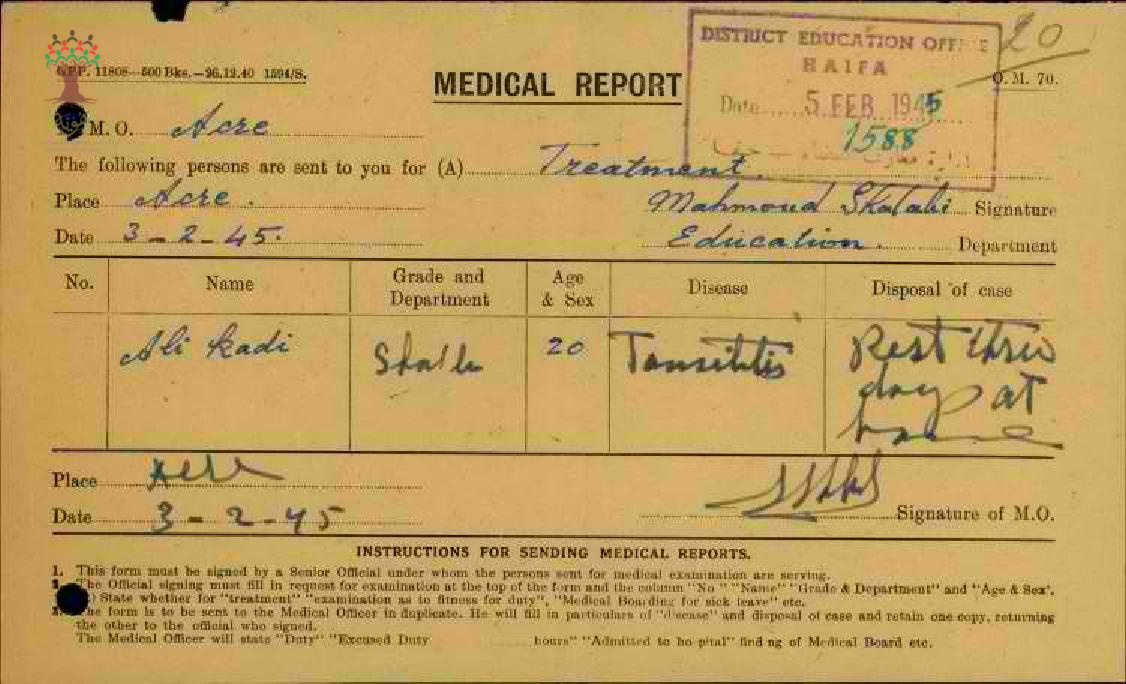 DISTRICT EDUCATION OFFICE
HAIFA
Date 5 FEB 1945
1588
20
G.P.P. 11808—500 Bks.—26.12.40 1594/S.
MEDICAL REPORT
O.M. 70.
M. O. Acre
The following persons are sent to you for (A) Treatment.
Place Acre.
Mahmoud Signature
Date 3-2-45.
Education. Department
No. Name Grade and Department Age & Sex Disease Disposal of case
Ali Kadi 20 Tonsilitis Rest three days at home
Place Acre
Date 3-2-45
Signature of M.O.
INSTRUCTIONS FOR SENDING MEDICAL REPORTS.
1. This form must be signed by a Senior Official under whom the persons sent for medical examination are serving.
2. The Official signing must fill in request for examination at the top of the form and the column "No" "Name" "Grade & Department" and "Age & Sex".
State whether for "treatment" "examination as to fitness for duty", "Medical Boarding for sick leave" etc.
3. The form is to be sent to the Medical Officer in duplicate. He will fill in particulars of "disease" and disposal of case and retain one copy, returning
the other to the official who signed.
The Medical Officer will state "Duty" "Excused Duty ........ hours" "Admitted to hospital" finding of Medical Board etc.